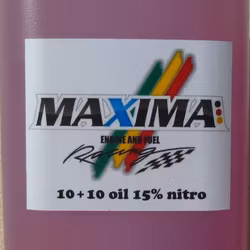 MAXIMA
ENGINE AND FUEL
Racing
10 + 10 oil 15% nitro